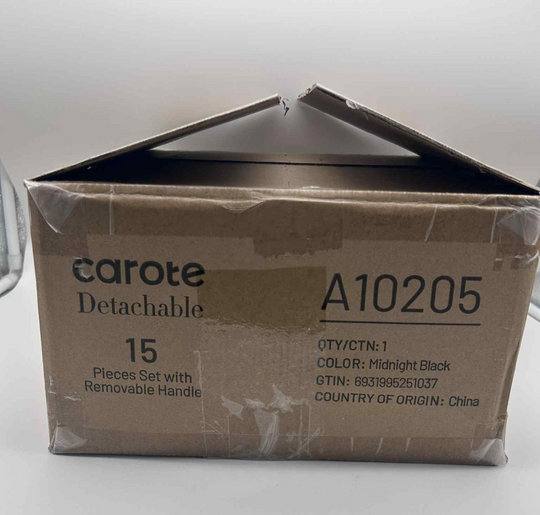 carote
Detachable
15
Pieces Set with
Removable Handle
A10205
QTY/CTN: 1
COLOR: Midnight Black
GTIN: 6931995251037
COUNTRY OF ORIGIN: China